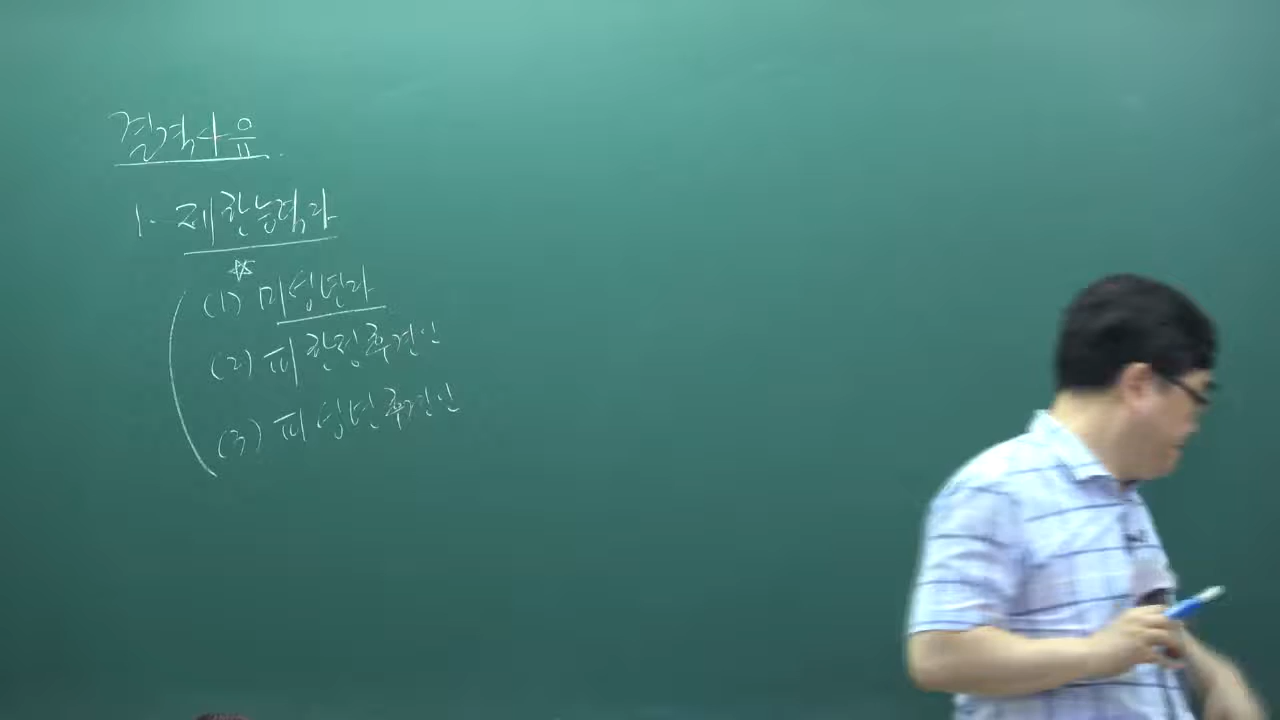 결격사유.
1. 제한능력자
☆
(1) 미성년자
(2) 피한정후견인
(3) 피성년후견인